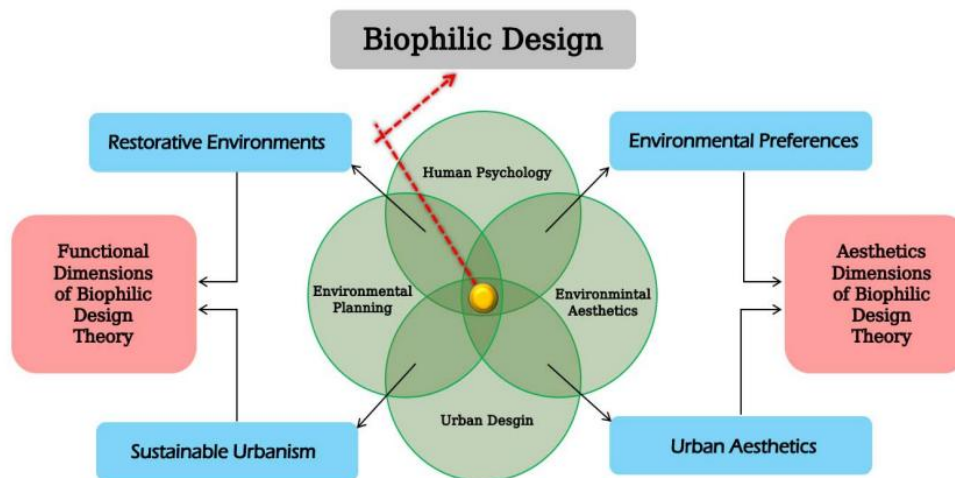 Biophilic Design
Restorative Environments
Environmental Preferences
Human Psychology
Functional
Dimensions
of Biophilic
Design
Theory
Environmental
Planning
Environmintal
Aesthetics
Aesthetics
Dimensions
of Biophilic
Design
Theory
Urban Desgin
Sustainable Urbanism
Urban Aesthetics